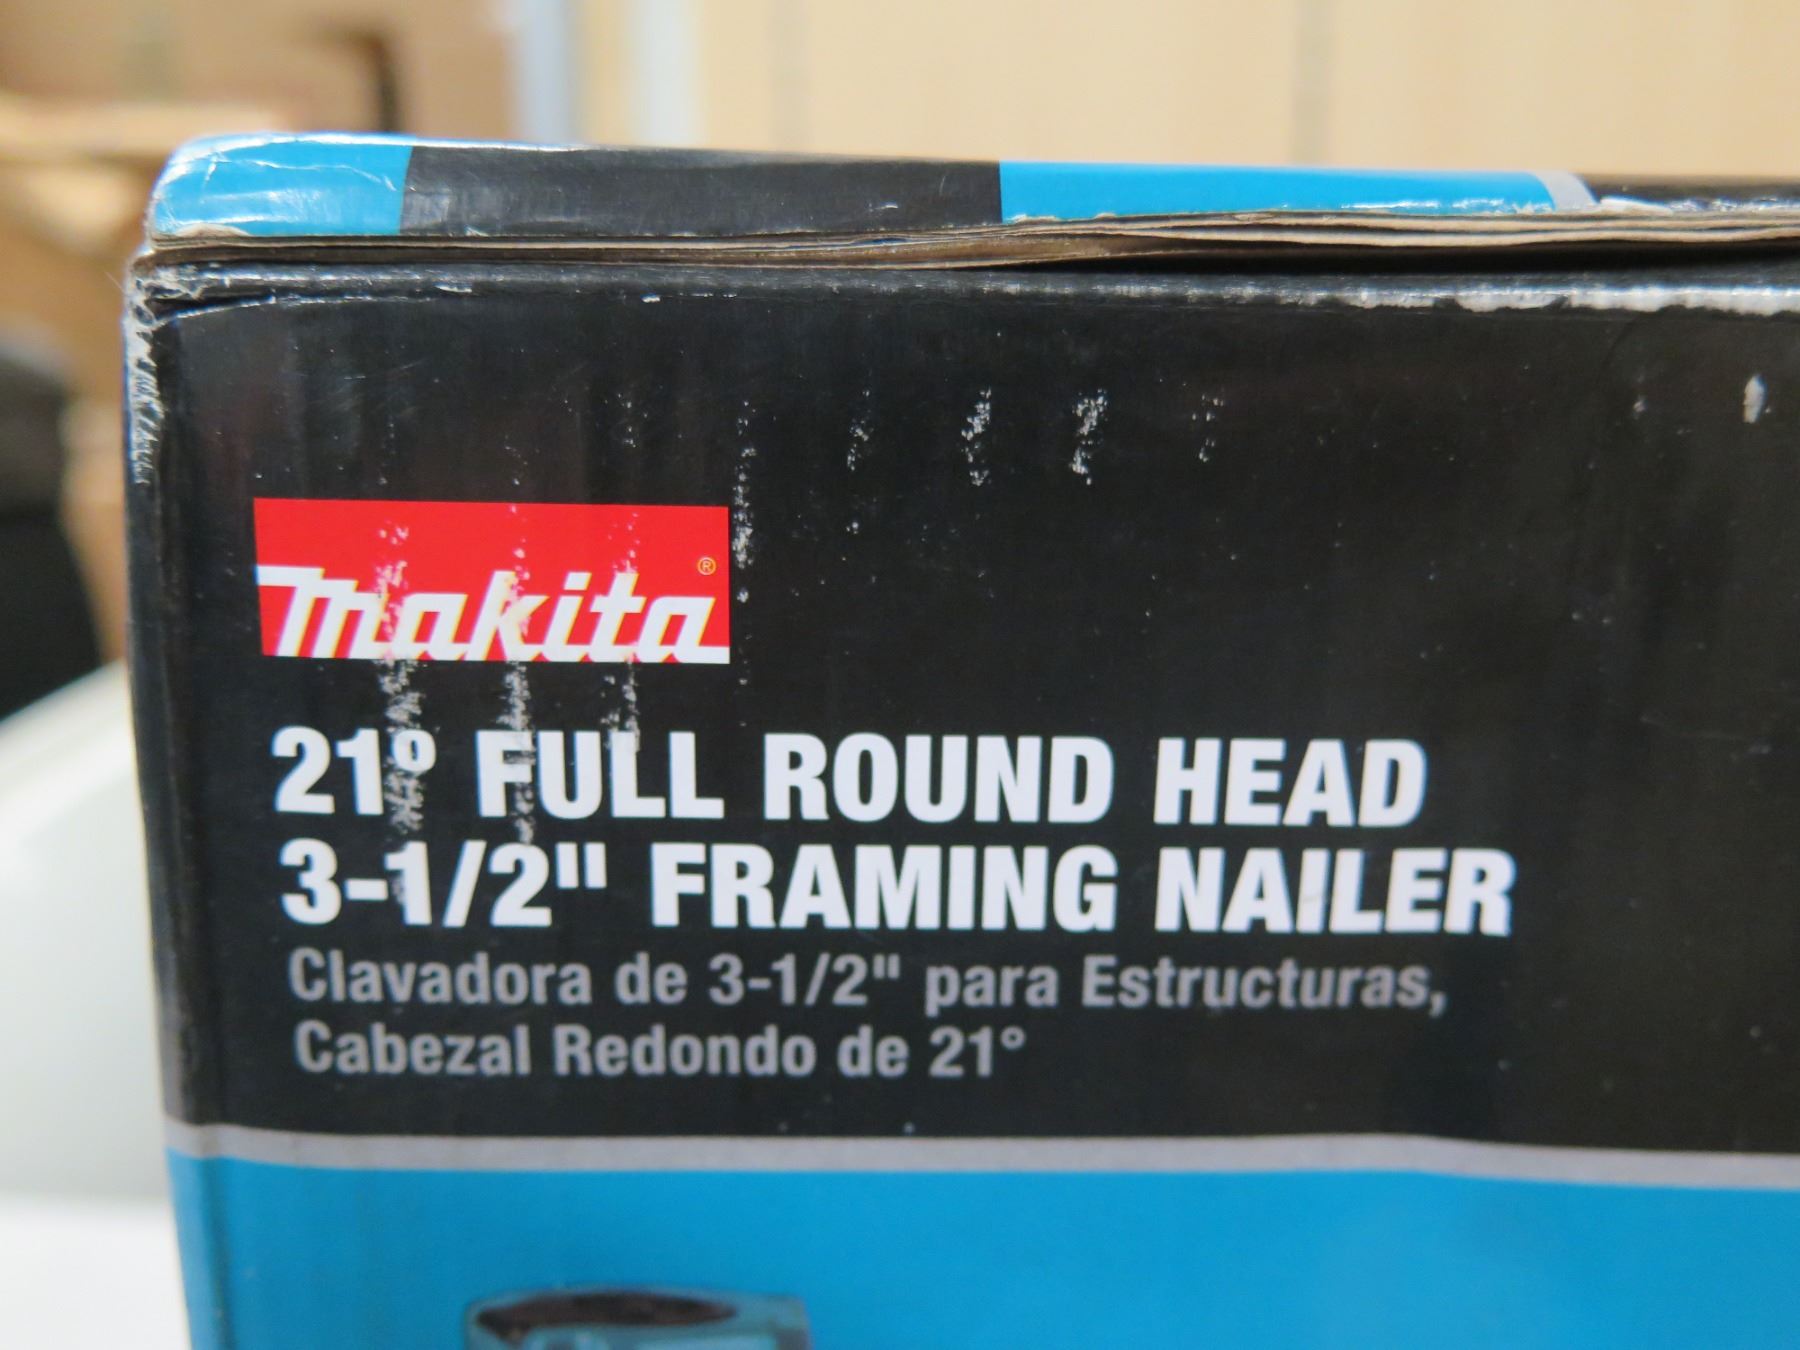 Makita®
21º FULL ROUND HEAD
3-1/2" FRAMING NAILER
Clavadora de 3-1/2" para Estructuras,
Cabezal Redondo de 21°